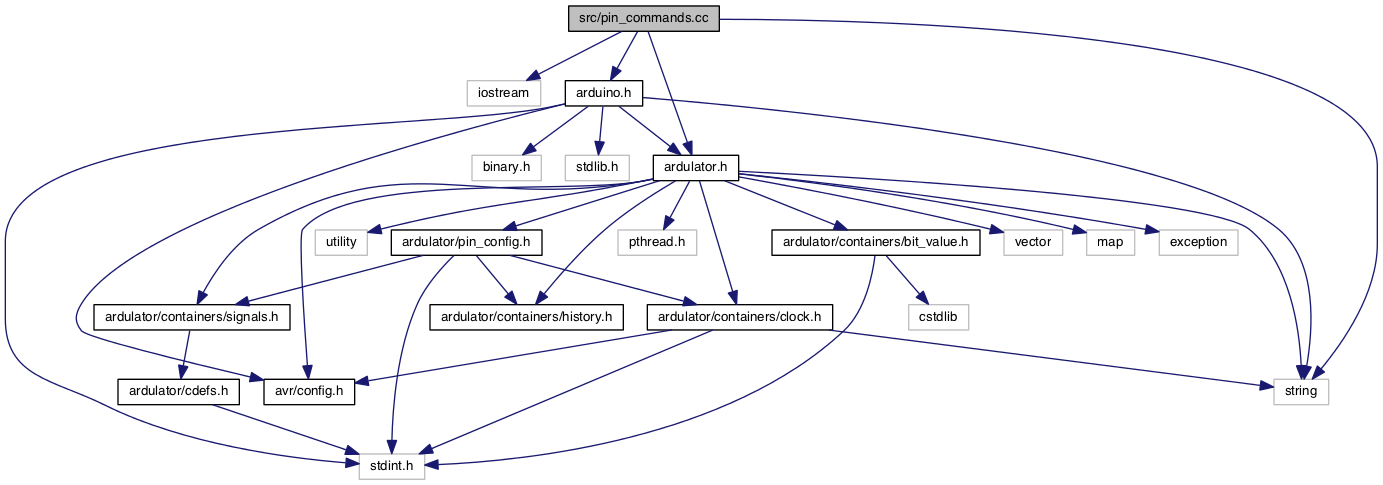 src/pin_commands.cc
iostream
arduino.h
binary.h
stdlib.h
ardulator.h
utility
ardulator/pin_config.h
pthread.h
ardulator/containers/bit_value.h
vector
map
exception
ardulator/containers/signals.h
ardulator/containers/history.h
ardulator/containers/clock.h
cstdlib
ardulator/cdefs.h
avr/config.h
string
stdint.h